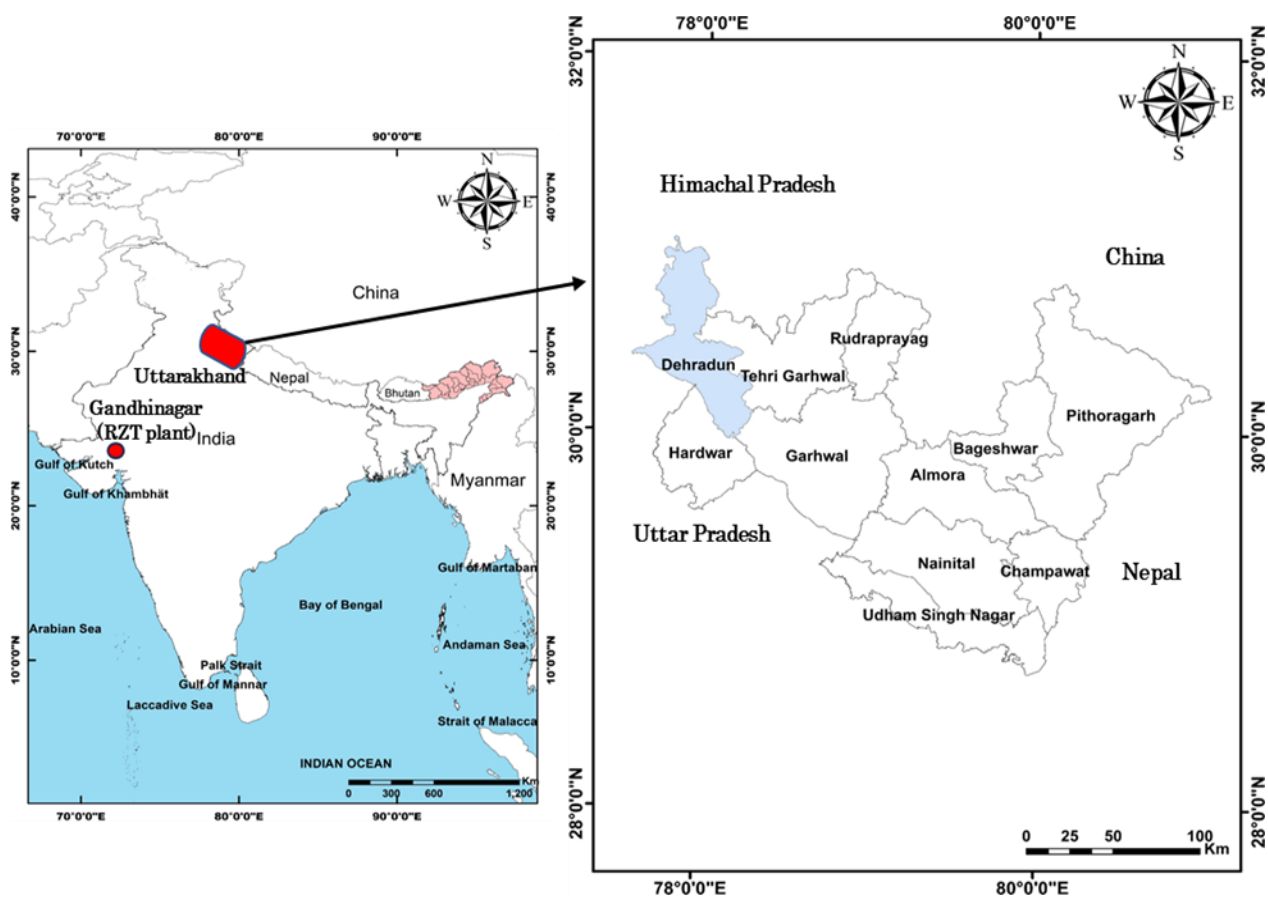 70°0'0"E 80°0'0"E 90°0'0"E
40°0'0"N
30°0'0"N
20°0'0"N
10°0'0"N
40°0'0"N
30°0'0"N
20°0'0"N
10°0'0"N
N
W E
S
China
Uttarakhand
Nepal
Bhutan
Gandhinagar
(RZT plant)
India
Gulf of Kutch
Gulf of Khambhāt
Myanmar
Gulf of Martaban
Bay of Bengal
Arabian Sea
Andaman Sea
Palk Strait
Gulf of Mannar
Laccadive Sea
Strait of Malacca
INDIAN OCEAN
Km
0 300 600 1,200
70°0'0"E 80°0'0"E 90°0'0"E
78°0'0"E 80°0'0"E
32°0'0"N
30°0'0"N
28°0'0"N
32°0'0"N
30°0'0"N
28°0'0"N
N
W E
S
Himachal Pradesh
China
Rudraprayag
Dehradun
Tehri Garhwal
Pithoragarh
Hardwar
Garhwal
Bageshwar
Almora
Uttar Pradesh
Nainital
Champawat
Nepal
Udham Singh Nagar
0 25 50 100
Km
78°0'0"E 80°0'0"E